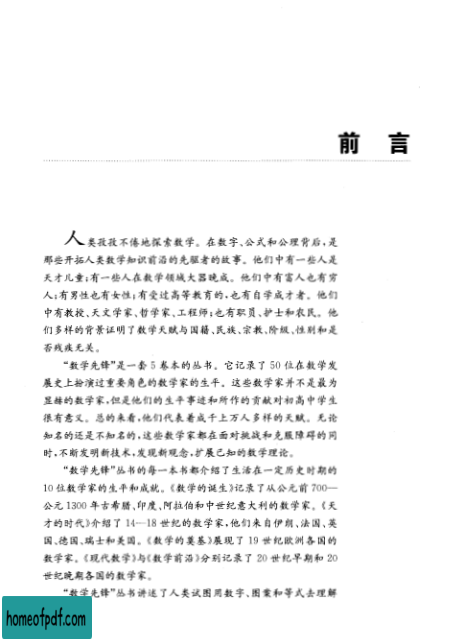 前 言
人类孜孜不倦地探索数学。在数字、公式和公理背后,是
那些开拓人类数学知识前沿的先驱者的故事。他们中有一些人是
天才儿童;有一些人在数学领域大器晚成。他们中有富人也有穷
人;有男性也有女性;有受过高等教育的,也有自学成才者。他们
中有教授、天文学家、哲学家、工程师;也有职员、护士和农民。他
们多样的背景证明了数学天赋与国籍、民族、宗教、阶级、性别和是
否残疾无关。
“数学先锋”是一套5卷本的丛书。它记录了50位在数学发
展史上扮演过重要角色的数学家的生平。这些数学家并不是最为
显赫的数学家,但是他们的生平事迹和所作的贡献对初高中学生
很有意义。总的来看,他们代表着成千上万人多样的天赋。无论
知名的还是不知名的,这些数学家都在面对挑战和克服障碍的同
时,不断发明新技术,发现新观念,扩展已知的数学理论。
“数学先锋”丛书的每一本书都介绍了生活在一定历史时期的
10位数学家的生平和成就。《数学的诞生》记录了从公元前700—
公元1300年古希腊、印度、阿拉伯和中世纪意大利的数学家。《天
才的时代》介绍了14—18世纪的数学家,他们来自伊朗、法国、英
国、德国、瑞士和美国。《数学的奠基》展现了19世纪欧洲各国的
数学家。《现代数学》与《数学前沿》分别记录了20世纪早期和20
世纪晚期各国的数学家。
“数学先锋”丛书讲述了人类试图用数字、图案和等式去理解
homeofpdf.com